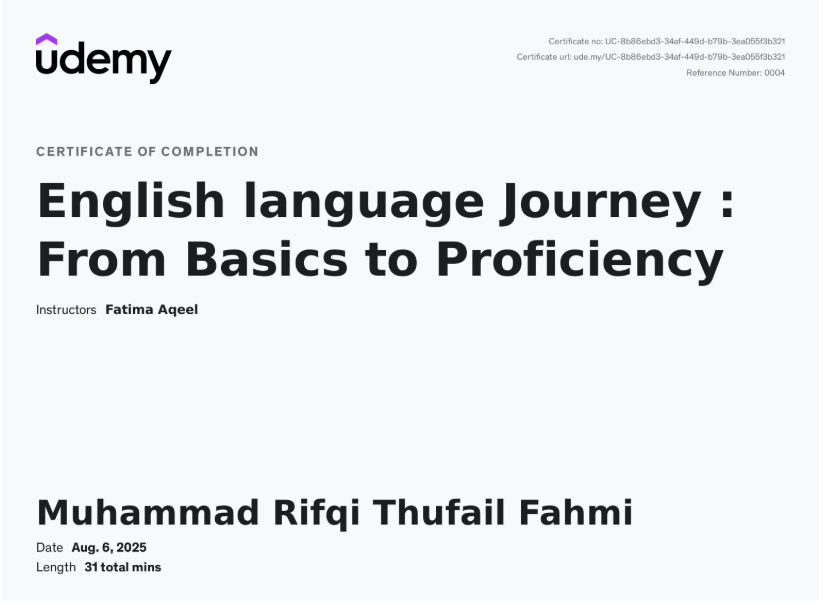 udemy
Certificate no: UC-8b86ebd3-34af-449d-b79b-3ea055f3b321
Certificate url: ude.my/UC-8b86ebd3-34af-449d-b79b-3ea055f3b321
Reference Number: 0004
CERTIFICATE OF COMPLETION
English language Journey :
From Basics to Proficiency
Instructors Fatima Aqeel
Muhammad Rifqi Thufail Fahmi
Date Aug. 6, 2025
Length 31 total mins